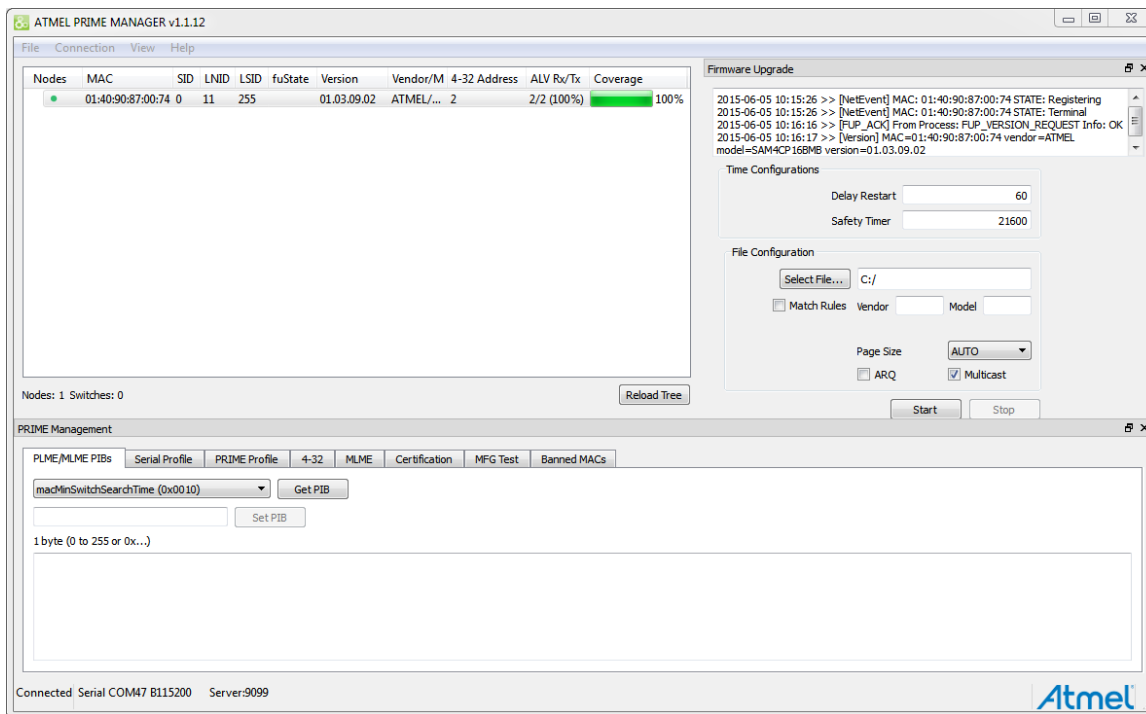 ATMEL PRIME MANAGER v1.1.12
File Connection View Help
Nodes MAC SID LNID LSID fuState Version Vendor/M 4-32 Address ALV Rx/Tx Coverage
01:40:90:87:00:74 0 11 255 01.03.09.02 ATMEL/... 2 2/2 (100%) 100%
Nodes: 1 Switches: 0
Reload Tree
Firmware Upgrade
2015-06-05 10:15:26 >> [NetEvent] MAC: 01:40:90:87:00:74 STATE: Registering
2015-06-05 10:15:26 >> [NetEvent] MAC: 01:40:90:87:00:74 STATE: Terminal
2015-06-05 10:16:16 >> [FUP_ACK] From Process: FUP_VERSION_REQUEST Info: OK
2015-06-05 10:16:17 >> [Version] MAC=01:40:90:87:00:74 vendor=ATMEL
model=SAM4CP16BMB version=01.03.09.02
Time Configurations
Delay Restart 60
Safety Timer 21600
File Configuration
Select File... C:/
Match Rules Vendor Model
Page Size AUTO
ARQ Multicast
Start Stop
PRIME Management
PLME/MLME PIBs Serial Profile PRIME Profile 4-32 MLME Certification MFG Test Banned MACs
macMinSwitchSearchTime (0x0010) Get PIB
Set PIB
1 byte (0 to 255 or 0x...)
Connected Serial COM47 B115200 Server:9099
Atmel